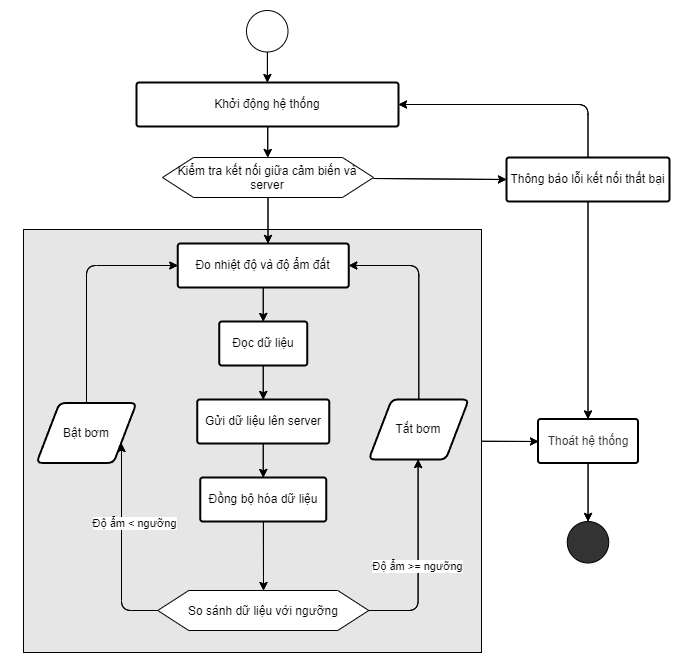 Khởi động hệ thống
Kiểm tra kết nối giữa cảm biến và
server
Thông báo lỗi kết nối thất bại
Đo nhiệt độ và độ ẩm đất
Đọc dữ liệu
Gửi dữ liệu lên server
Bật bơm
Tắt bơm
Thoát hệ thống
Đồng bộ hóa dữ liệu
Độ ẩm < ngưỡng
Độ ẩm >= ngưỡng
So sánh dữ liệu với ngưỡng